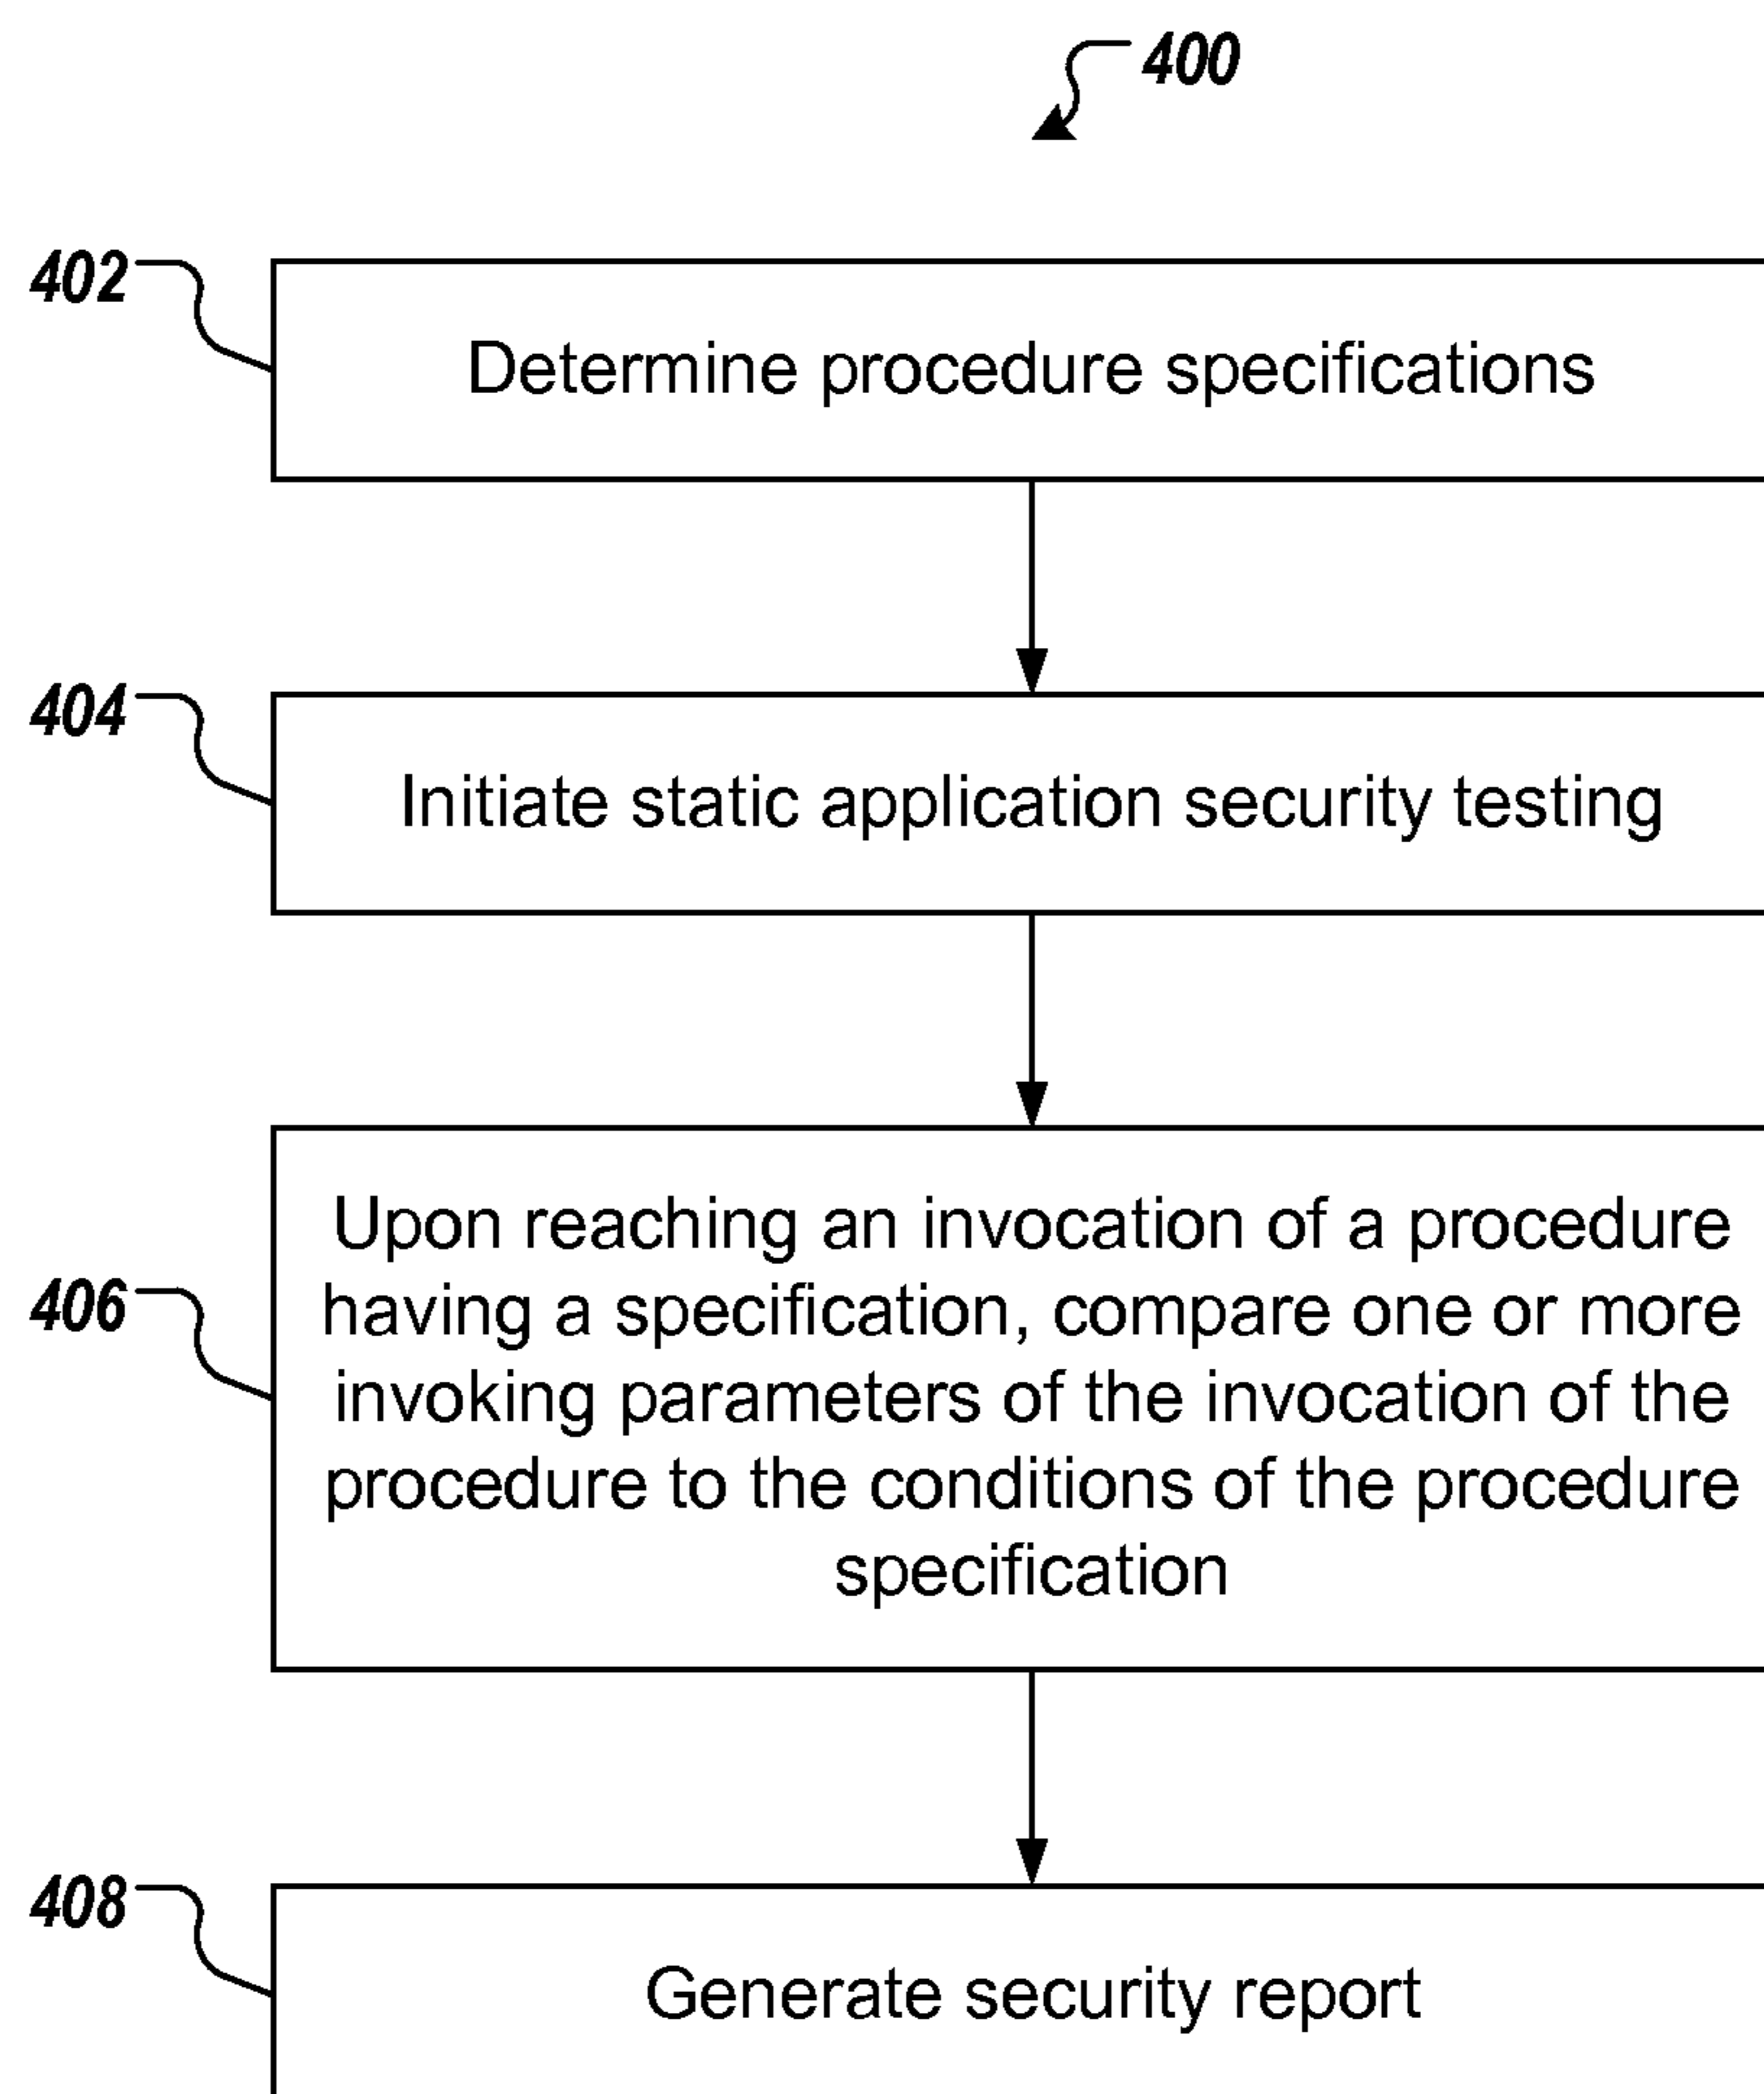 400
402
Determine procedure specifications
404
Initiate static application security testing
406
Upon reaching an invocation of a procedure
having a specification, compare one or more
invoking parameters of the invocation of the
procedure to the conditions of the procedure
specification
408
Generate security report